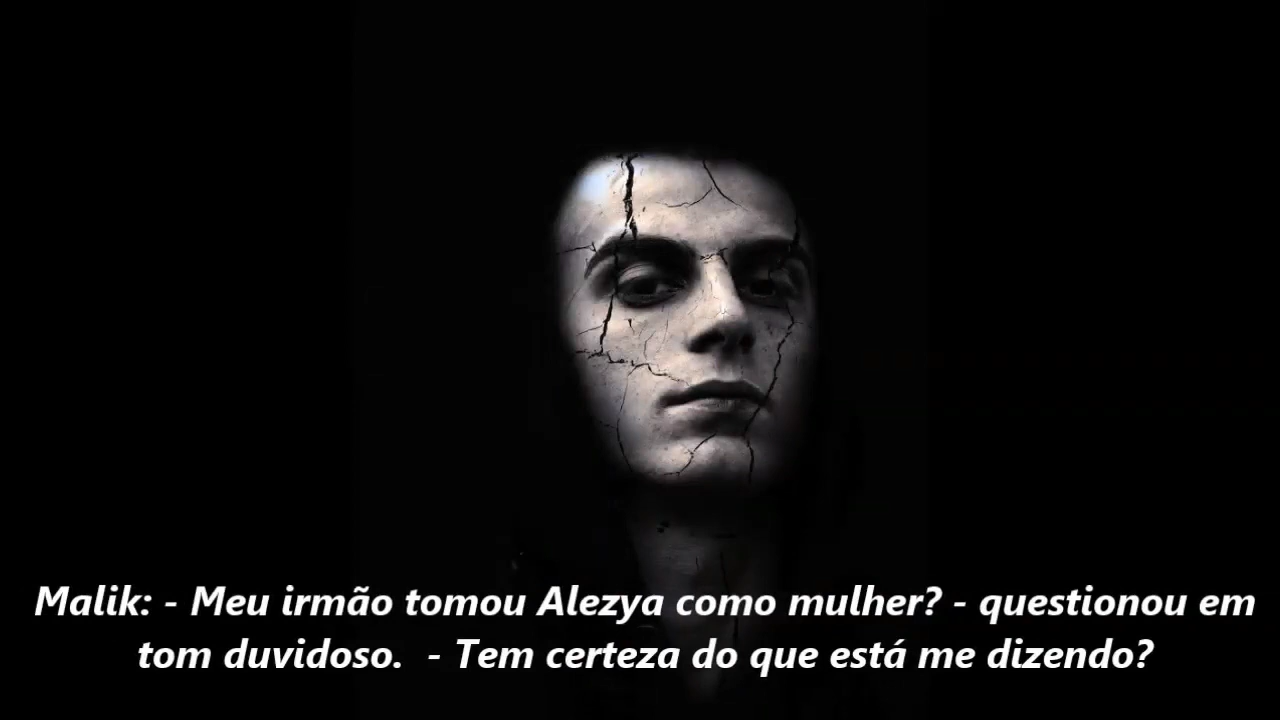 Malik: - Meu irmão tomou Alezya como mulher? - questionou em
tom duvidoso.  - Tem certeza do que está me dizendo?